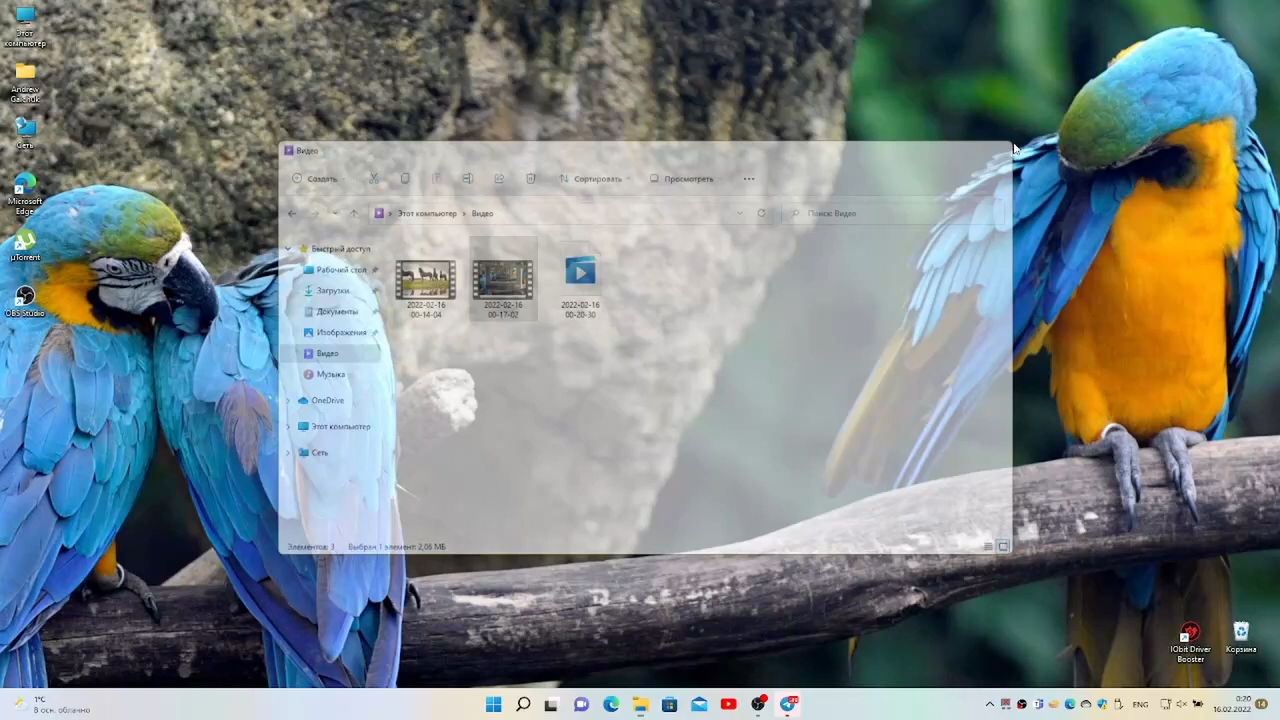 Этот
компьютер
Andrew
Gaichuk
Сеть
Microsoft
Edge
µTorrent
OBS Studio
Видео
Создать
Сортировать
Просмотреть
Этот компьютер > Видео
Поиск: Видео
Быстрый доступ
Рабочий стол
Загрузки
Документы
Изображения
Видео
Музыка
OneDrive
Этот компьютер
Сеть
2022-02-16
00-14-04
2022-02-16
00-17-02
2022-02-16
00-20-30
Элементов: 3 Выбран 1 элемент: 2,06 МБ
IObit Driver
Booster
Корзина
1°C
В осн. облачно
ENG
0:20
16.02.2022